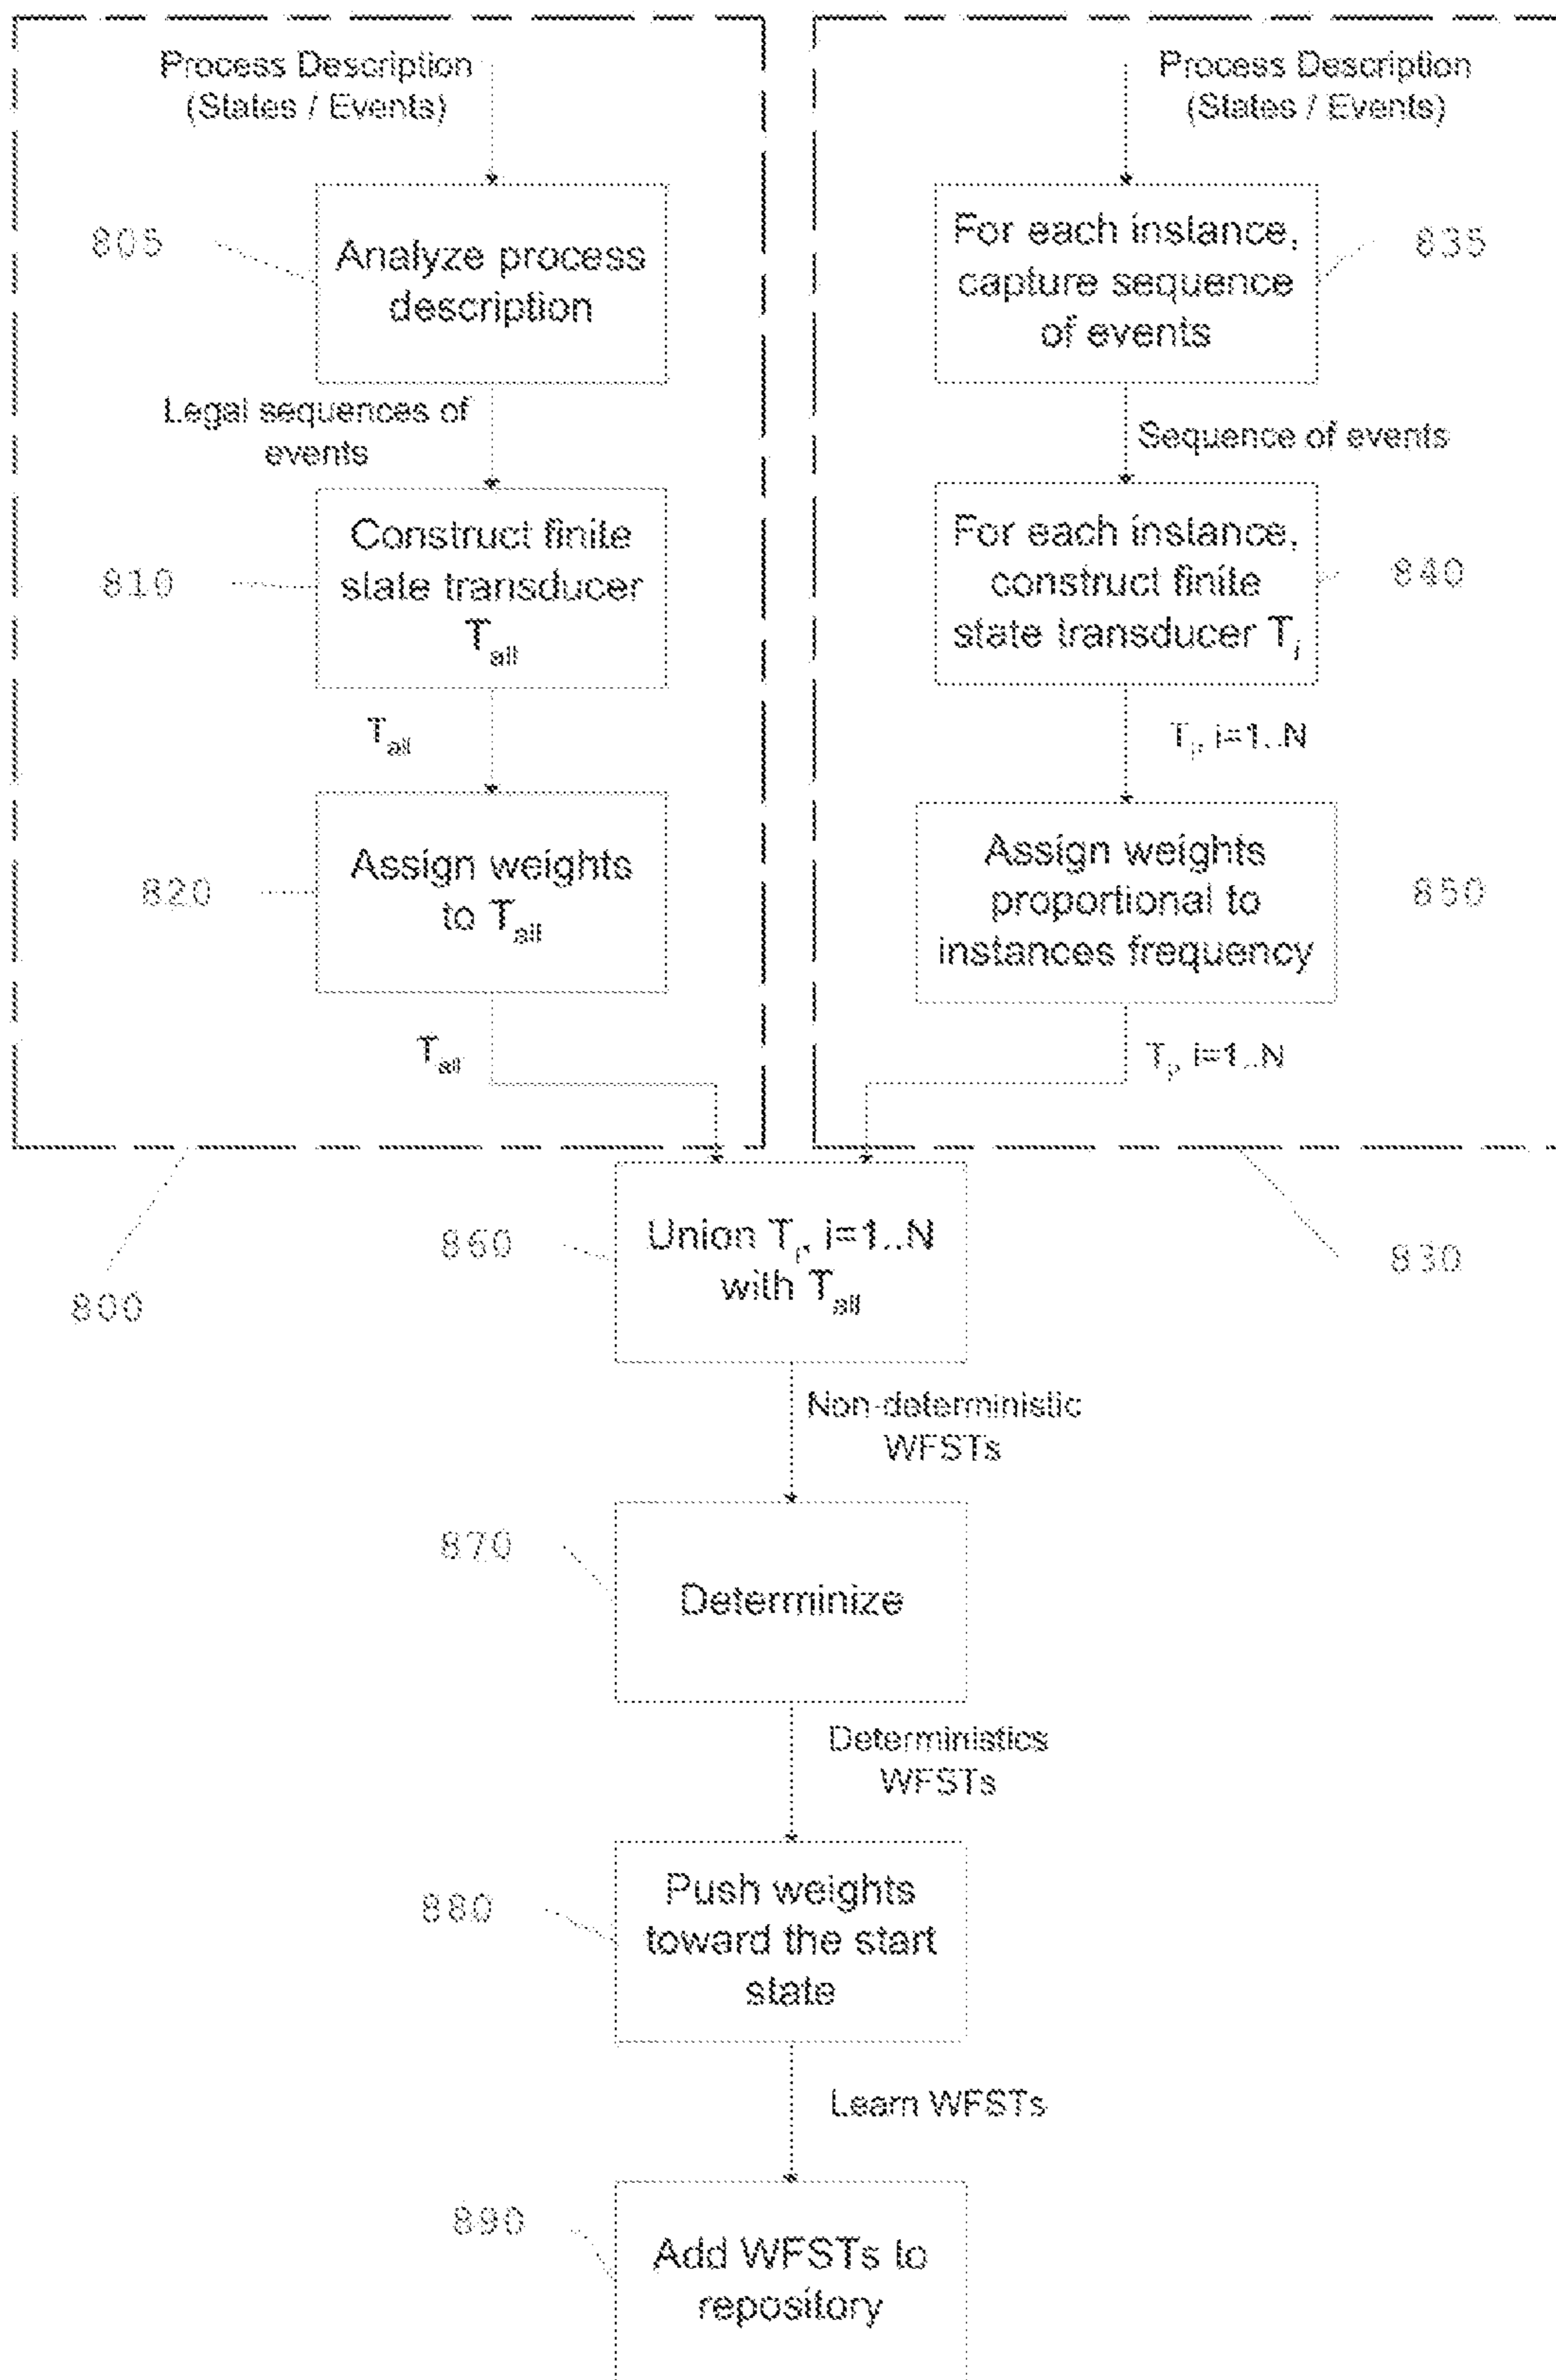 Process Description
(States / Events)
805
Analyze process
description
Legal sequences of
events
810
Construct finite
state transducer
Tall
Tall
820
Assign weights
to Tall
Tall
800
Process Description
(States / Events)
For each instance,
capture sequence
of events
835
Sequence of events
For each instance,
construct finite
state transducer Ti
840
Ti, i=1..N
Assign weights
proportional to
instances frequency
850
Ti, i=1..N
830
860
Union Ti, i=1..N
with Tall
Non-deterministic
WFSTs
870
Determinize
Deterministics
WFSTs
880
Push weights
toward the start
state
Learn WFSTs
890
Add WFSTs to
repository